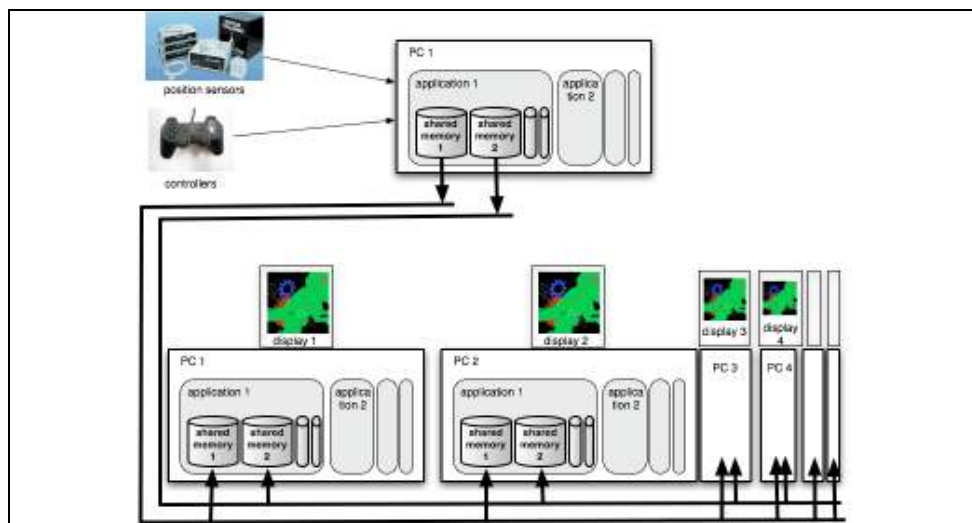 PC 1
application 1
applica
tion 2
position sensors
shared
memory
1
shared
memory
2
controllers
display 1
display 2
display 3
display
4
PC 1
application 1
applica
tion 2
shared
memory
1
shared
memory
2
PC 2
application 1
applica
tion 2
shared
memory
1
shared
memory
2
PC 3
PC 4